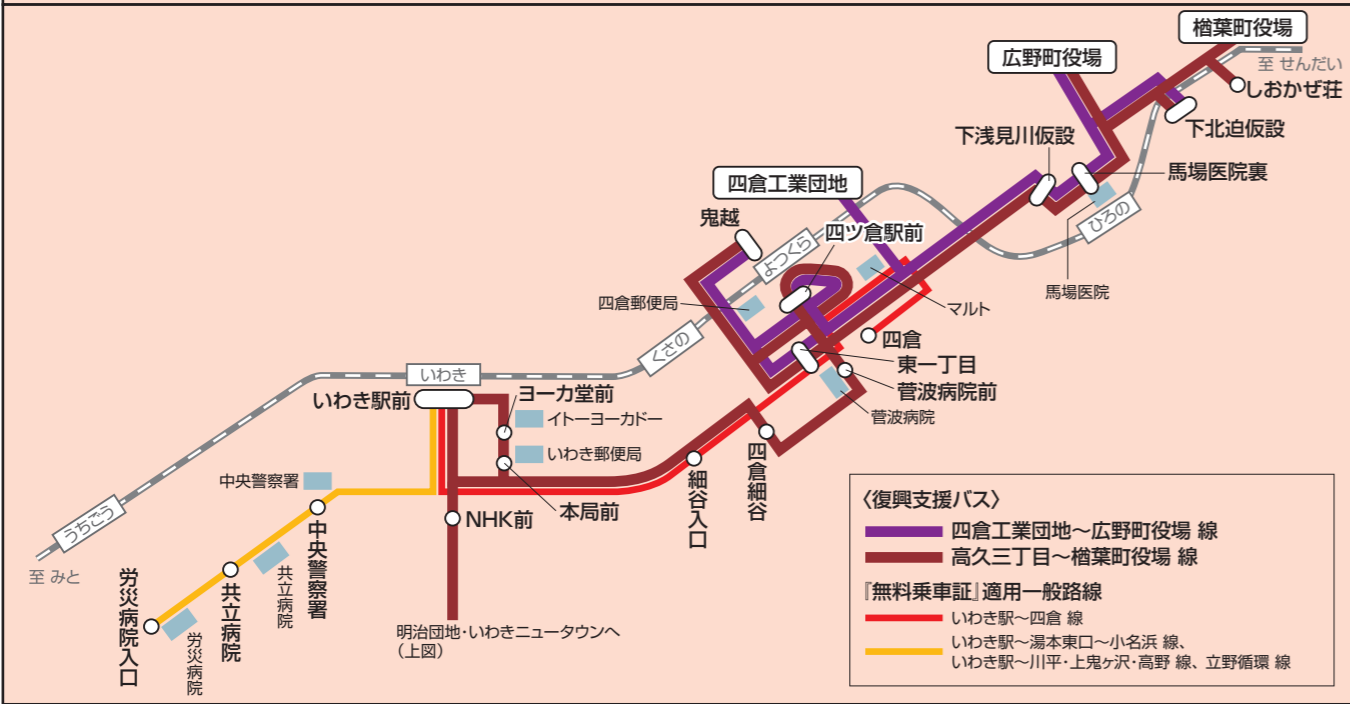 楢葉町役場
広野町役場
至 せんだい
しおかぜ荘
下北迫仮設
下浅見川仮設
馬場医院裏
四倉工業団地
ひろの
鬼越
四ツ倉駅前
よつくら
馬場医院
四倉郵便局
マルト
くさの
四倉
東一丁目
いわき
菅波病院前
いわき駅前
ヨーカ堂前
菅波病院
イトーヨーカドー
いわき郵便局
中央警察署
細谷入口
四倉細谷
本局前
NHK前
うちごう
中央警察署
至 みと
共立病院
共立病院
労災病院入口
労災病院
明治団地・いわきニュータウンへ
(上図)
〈復興支援バス〉
四倉工業団地～広野町役場 線
高久三丁目～楢葉町役場 線
『無料乗車証』適用一般路線
いわき駅～四倉 線
いわき駅～湯本東口～小名浜 線、
いわき駅～川平・上鬼ヶ沢・高野 線、立野循環 線